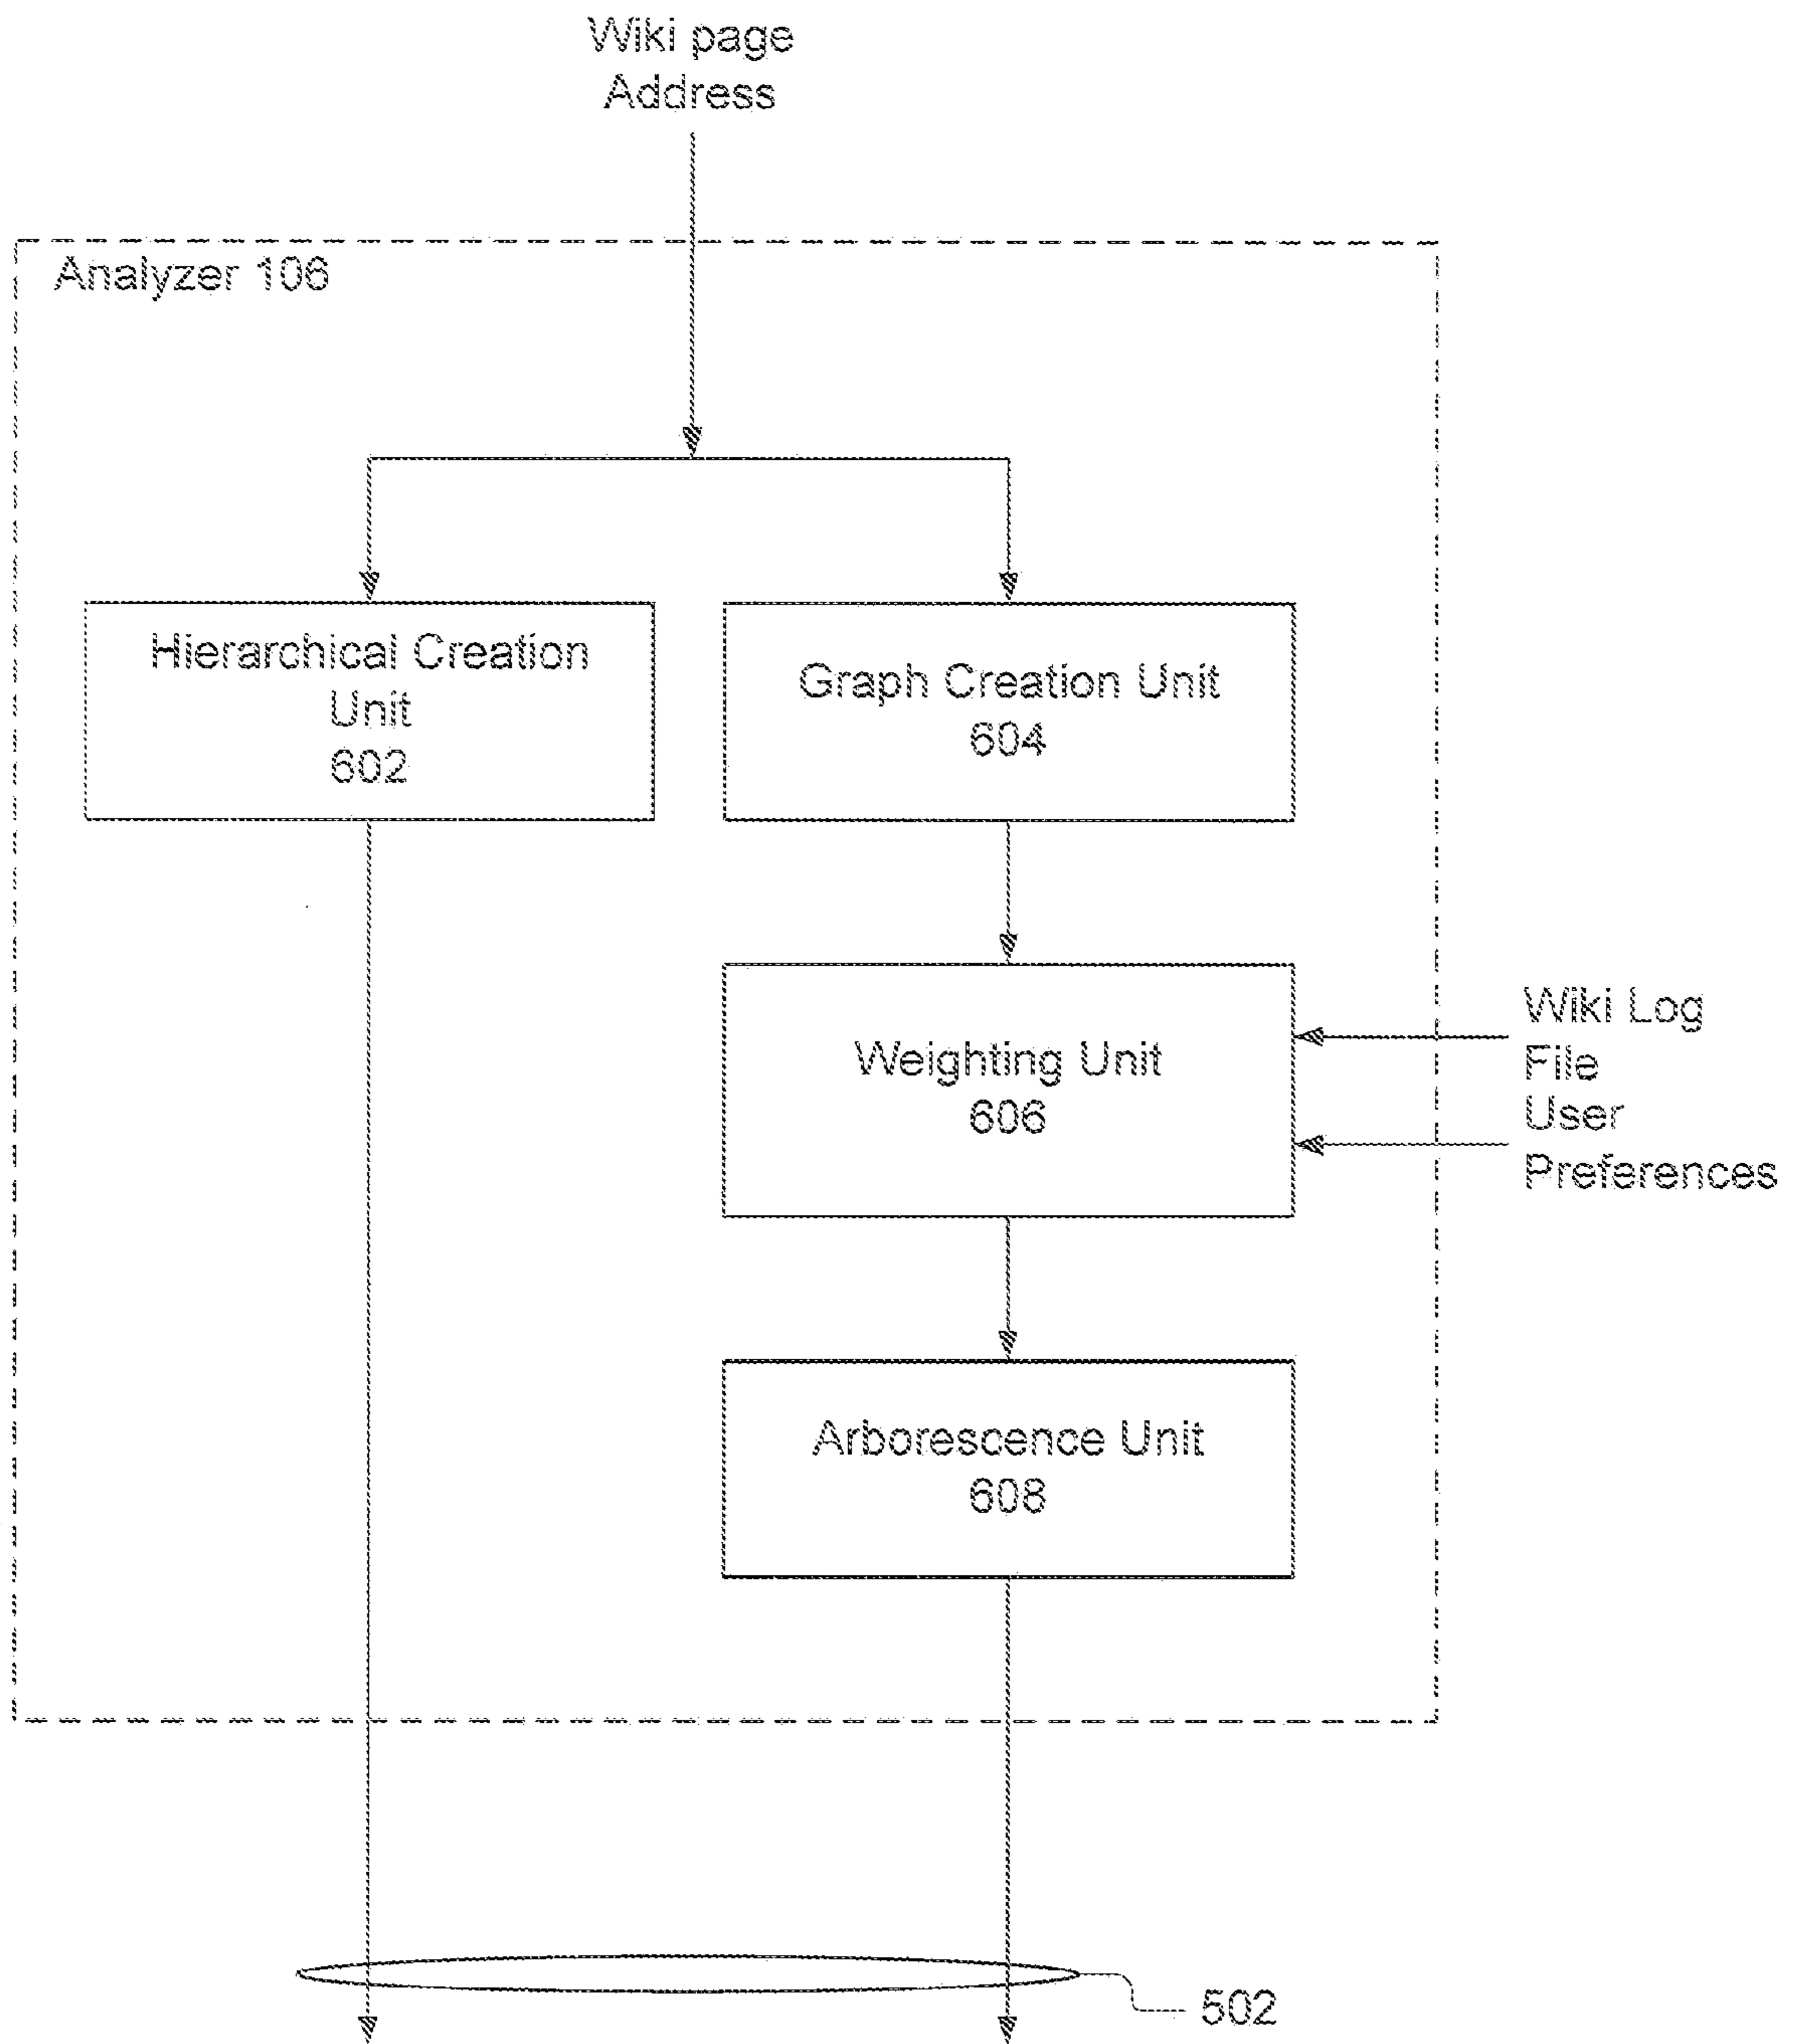 Wiki page
Address
Analyzer 106
Hierarchical Creation
Unit
602
Graph Creation Unit
604
Weighting Unit
606
Wiki Log
File
User
Preferences
Arborescence Unit
608
502